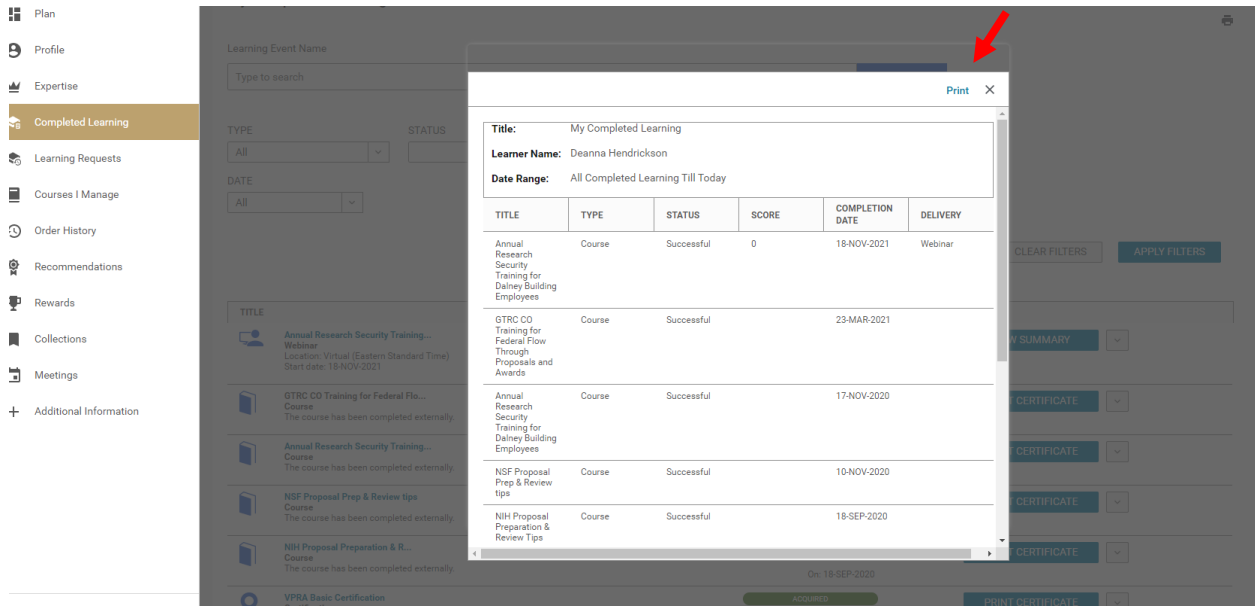 Plan
Profile
Expertise
Completed Learning
Learning Requests
Courses I Manage
Order History
Recommendations
Rewards
Collections
Meetings
Additional Information
Learning Event Name
Type to search
TYPE
STATUS
All
DATE
All
CLEAR FILTERS
APPLY FILTERS
TITLE
Annual Research Security Training...
Webinar
Location: Virtual (Eastern Standard Time)
Start date: 18-NOV-2021
W SUMMARY
GTRC CO Training for Federal Flo...
Course
The course has been completed externally.
T CERTIFICATE
Annual Research Security Training...
Course
The course has been completed externally.
T CERTIFICATE
NSF Proposal Prep & Review tips
Course
The course has been completed externally.
T CERTIFICATE
NIH Proposal Preparation & R...
Course
The course has been completed externally.
On: 18-SEP-2020
T CERTIFICATE
VPRA Basic Certification
ACQUIRED
PRINT CERTIFICATE
Print
Title: My Completed Learning
Learner Name: Deanna Hendrickson
Date Range: All Completed Learning Till Today
TITLE TYPE STATUS SCORE COMPLETION DATE DELIVERY
Annual Course Successful 0 18-NOV-2021 Webinar
Research
Security
Training for
Dalney Building
Employees
GTRC CO Course Successful 23-MAR-2021
Training for
Federal Flow
Through
Proposals and
Awards
Annual Course Successful 17-NOV-2020
Research
Security
Training for
Dalney Building
Employees
NSF Proposal Course Successful 10-NOV-2020
Prep & Review
tips
NIH Proposal Course Successful 18-SEP-2020
Preparation &
Review Tips